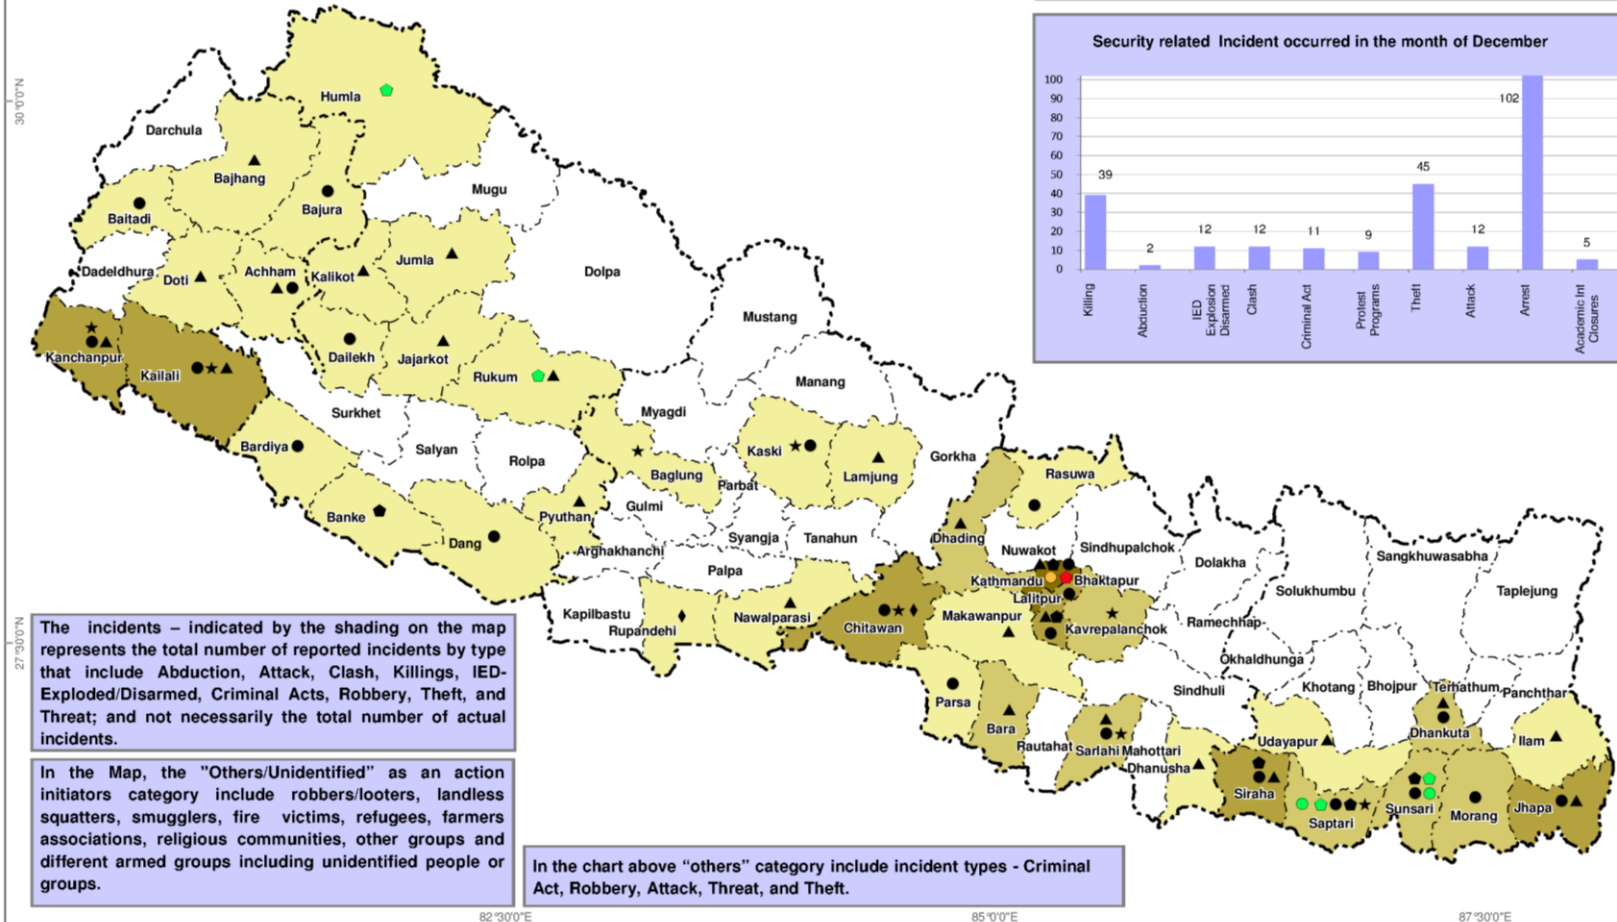 Security related Incident occurred in the month of December
100
90
80
70
60
50
40
30
20
10
0
39
2
12
12
11
9
45
12
102
5
Killing
Abduction
IED
Explosion
Disarmed
Clash
Criminal Act
Protest
Programs
Theft
Attack
Arrest
Academic Int
Closures
30°0'0"N
27°30'0"N
Humla
Darchula
Bajhang
Mugu
Bajura
Baitadi
Jumla
Dadeldhura
Doti
Achham
Kalikot
Dolpa
Mustang
Kanchanpur
Kailali
Dailekh
Jajarkot
Rukum
Manang
Surkhet
Myagdi
Bardiya
Salyan
Rolpa
Kaski
Baglung
Lamjung
Gorkha
Rasuwa
Parbat
Gulmi
Banke
Pyuthan
Dang
Syangja
Tanahun
Dhading
Nuwakot
Sindhupalchok
Arghakhanchi
Palpa
Dolakha
Sangkhuwasabha
Kathmandu
Bhaktapur
Solukhumbu
Taplejung
Lalitpur
Kapilbastu
Rupandehi
Nawalparasi
Chitawan
Makawanpur
Kavrepalanchok
Ramechhap
Okhaldhunga
Sindhuli
Khotang
Bhojpur
Terhathum
Panchthar
Parsa
Bara
Rautahat
Sarlahi
Mahottari
Dhanusha
Udayapur
Dhankuta
Ilam
Siraha
Saptari
Sunsari
Morang
Jhapa
The incidents – indicated by the shading on the map
represents the total number of reported incidents by type
that include Abduction, Attack, Clash, Killings, IED-
Exploded/Disarmed, Criminal Acts, Robbery, Theft, and
Threat; and not necessarily the total number of actual
incidents.
In the Map, the "Others/Unidentified” as an action
initiators category include robbers/looters, landless
squatters, smugglers, fire victims, refugees, farmers
associations, religious communities, other groups and
different armed groups including unidentified people or
groups.
In the chart above “others” category include incident types - Criminal
Act, Robbery, Attack, Threat, and Theft.
82°30'0"E
85°0'0"E
87°30'0"E